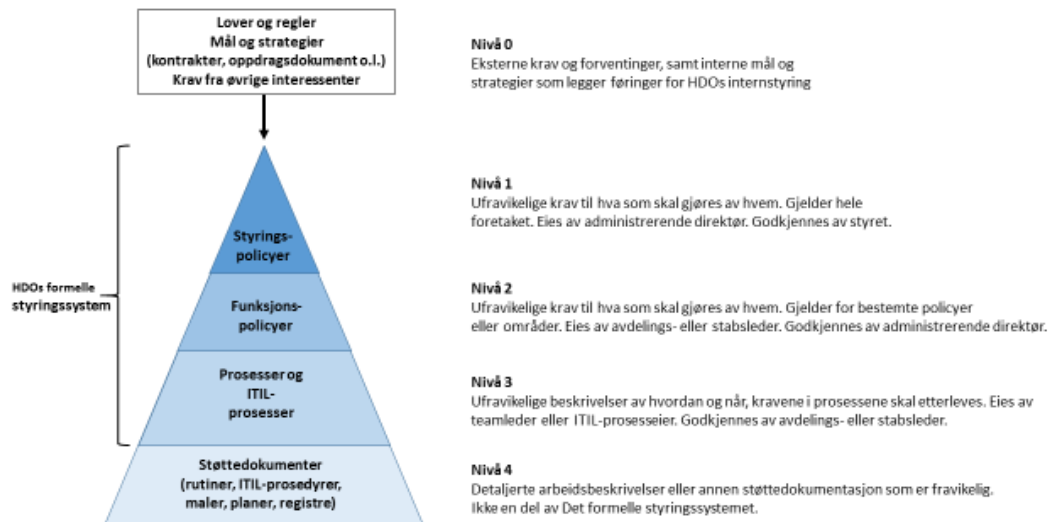 Lover og regler
Mål og strategier
(kontrakter, oppdragsdokument o.l.)
Krav fra øvrige interessenter
Nivå 0
Eksterne krav og forventinger, samt interne mål og
strategier som legger føringer for HDOs internstyring
Styrings-
policyer
Nivå 1
Ufravikelige krav til hva som skal gjøres av hvem. Gjelder hele
foretaket. Eies av administrerende direktør. Godkjennes av styret.
HDOs formelle
styringssystem
Funksjons-
policyer
Nivå 2
Ufravikelige krav til hva som skal gjøres av hvem. Gjelder for bestemte policyer
eller områder. Eies av avdelings- eller stabsleder. Godkjennes av administrerende direktør.
Prosesser og
ITIL-
prosesser
Nivå 3
Ufravikelige beskrivelser av hvordan og når, kravene i prosessene skal etterleves. Eies av
teamleder eller ITIL-prosesseier. Godkjennes av avdelings- eller stabsleder.
Støttedokumenter
(rutiner, ITIL-prosedyrer,
maler, planer, registre)
Nivå 4
Detaljerte arbeidsbeskrivelser eller annen støttedokumentasjon som er fravikelig.
Ikke en del av Det formelle styringssystemet.